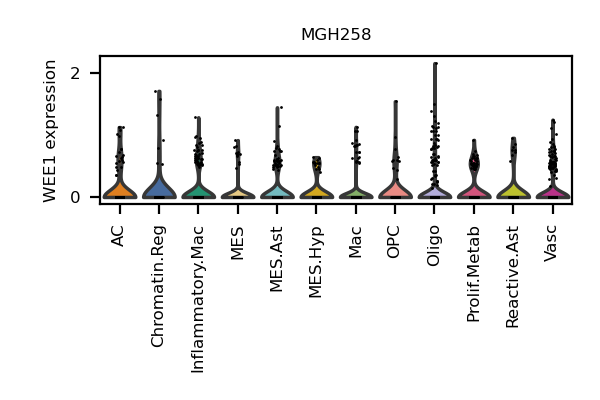 MGH258
WEE1 expression
2
0
AC
Chromatin.Reg
Inflammatory.Mac
MES
MES.Ast
MES.Hyp
Mac
OPC
Oligo
Prolif.Metab
Reactive.Ast
Vasc